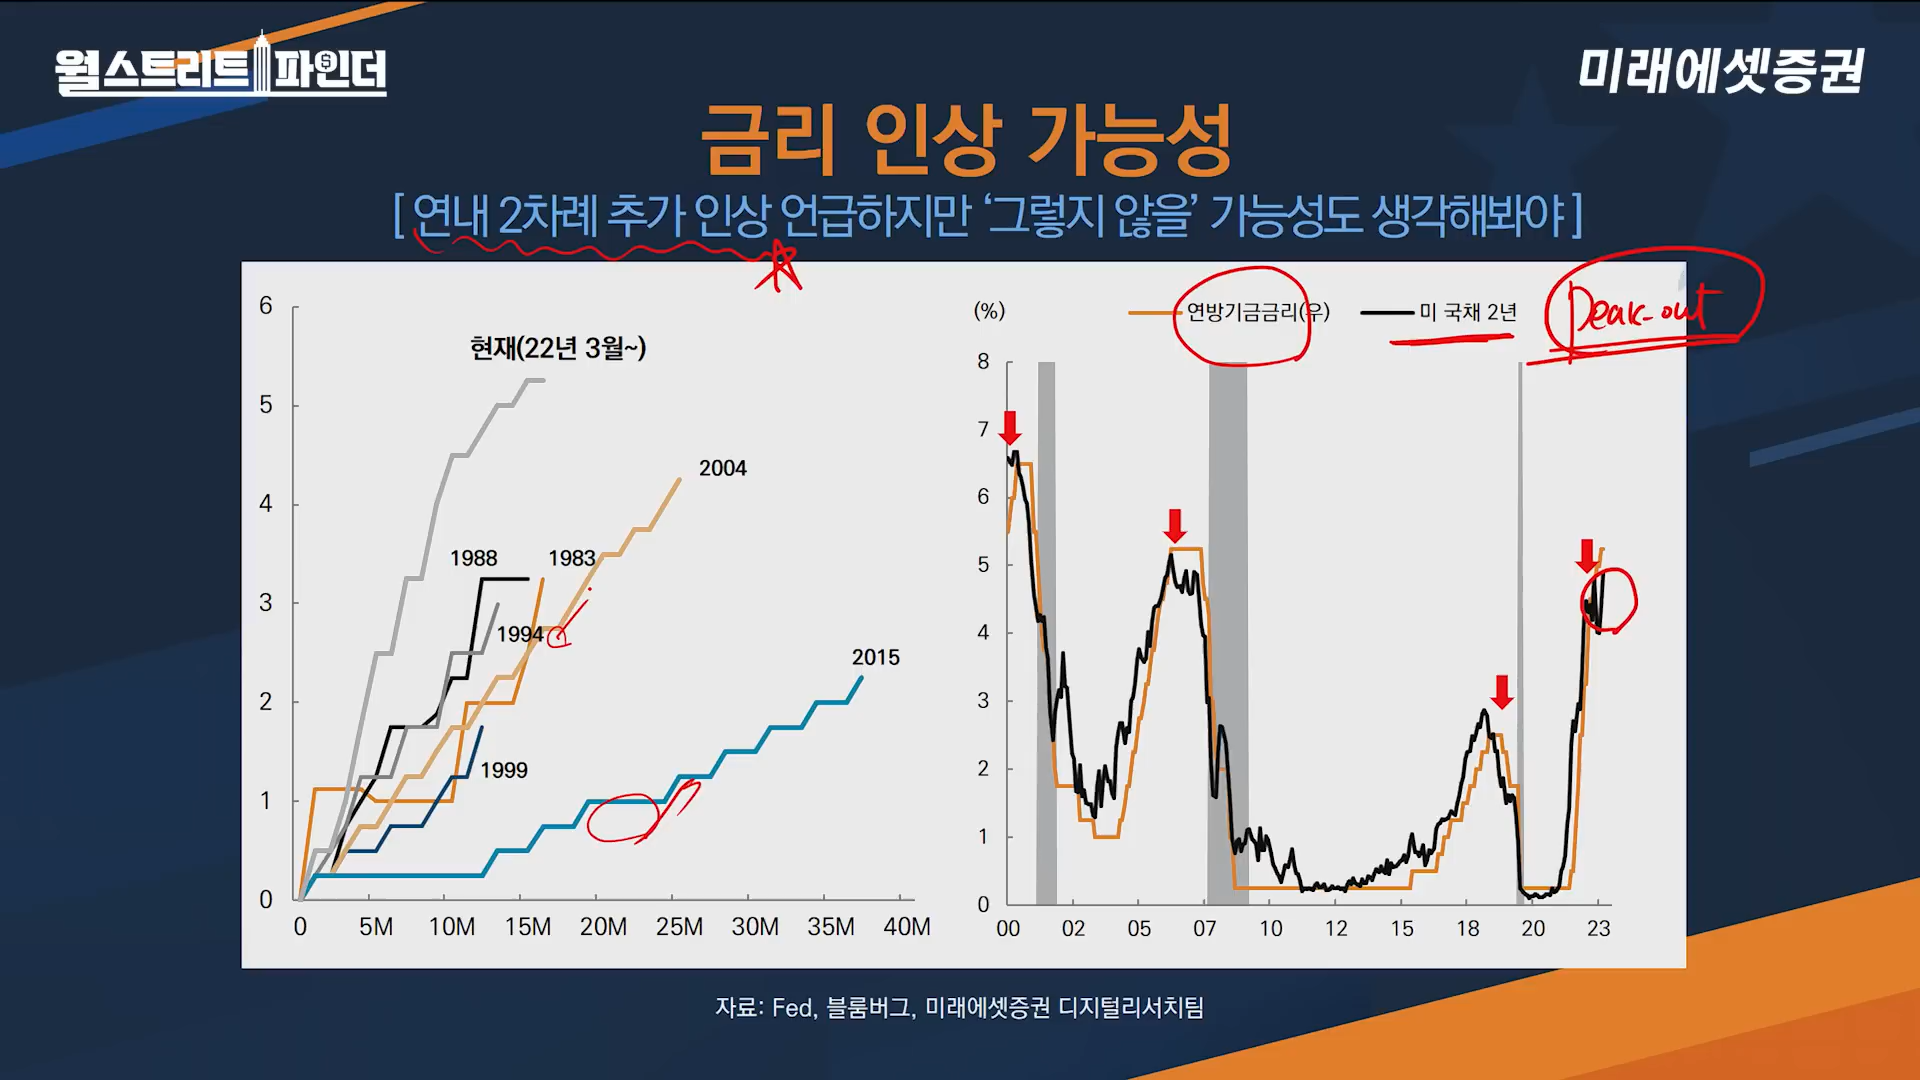 월스트리트파인더
미래에셋증권
금리 인상 가능성
[ 연내 2차례 추가 인상 언급하지만 ‘그렇지 않을’ 가능성도 생각해봐야 ]
현재(22년 3월~)
6
5
4
3
2
1
0
2004
1988
1983
1994
2015
1999
0 5M 10M 15M 20M 25M 30M 35M 40M
(%)
연방기금금리(우)
미 국채 2년
Peak-out
8
7
6
5
4
3
2
1
0
00 02 05 07 10 12 15 18 20 23
자료: Fed, 블룸버그, 미래에셋증권 디지털리서치팀